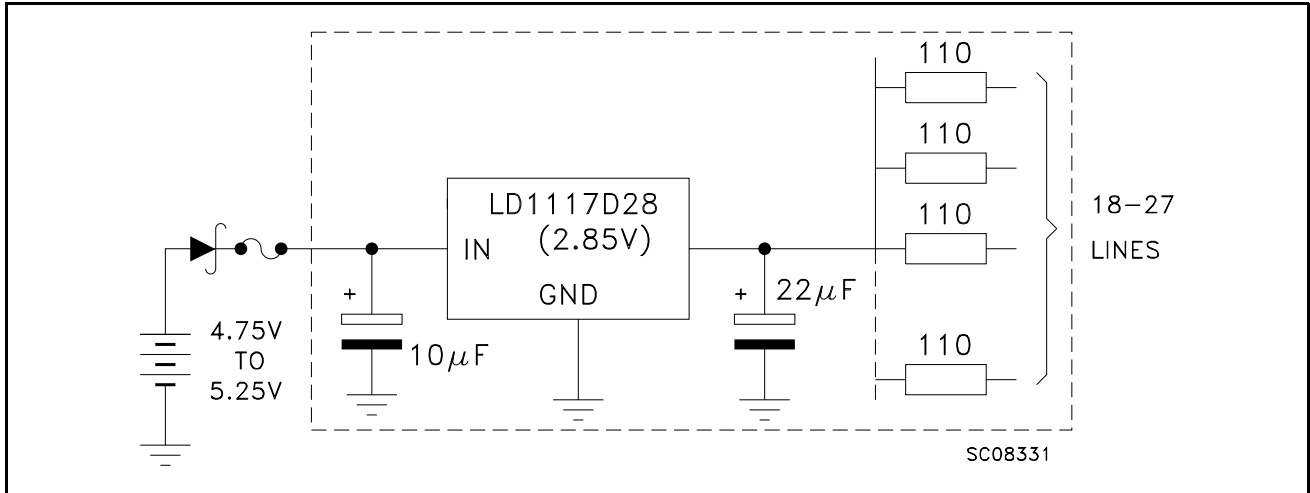 110
110
LD1117D28
(2.85V)
IN
GND
110
18-27
LINES
+
10μF
+
22μF
4.75V
TO
5.25V
110
SC08331